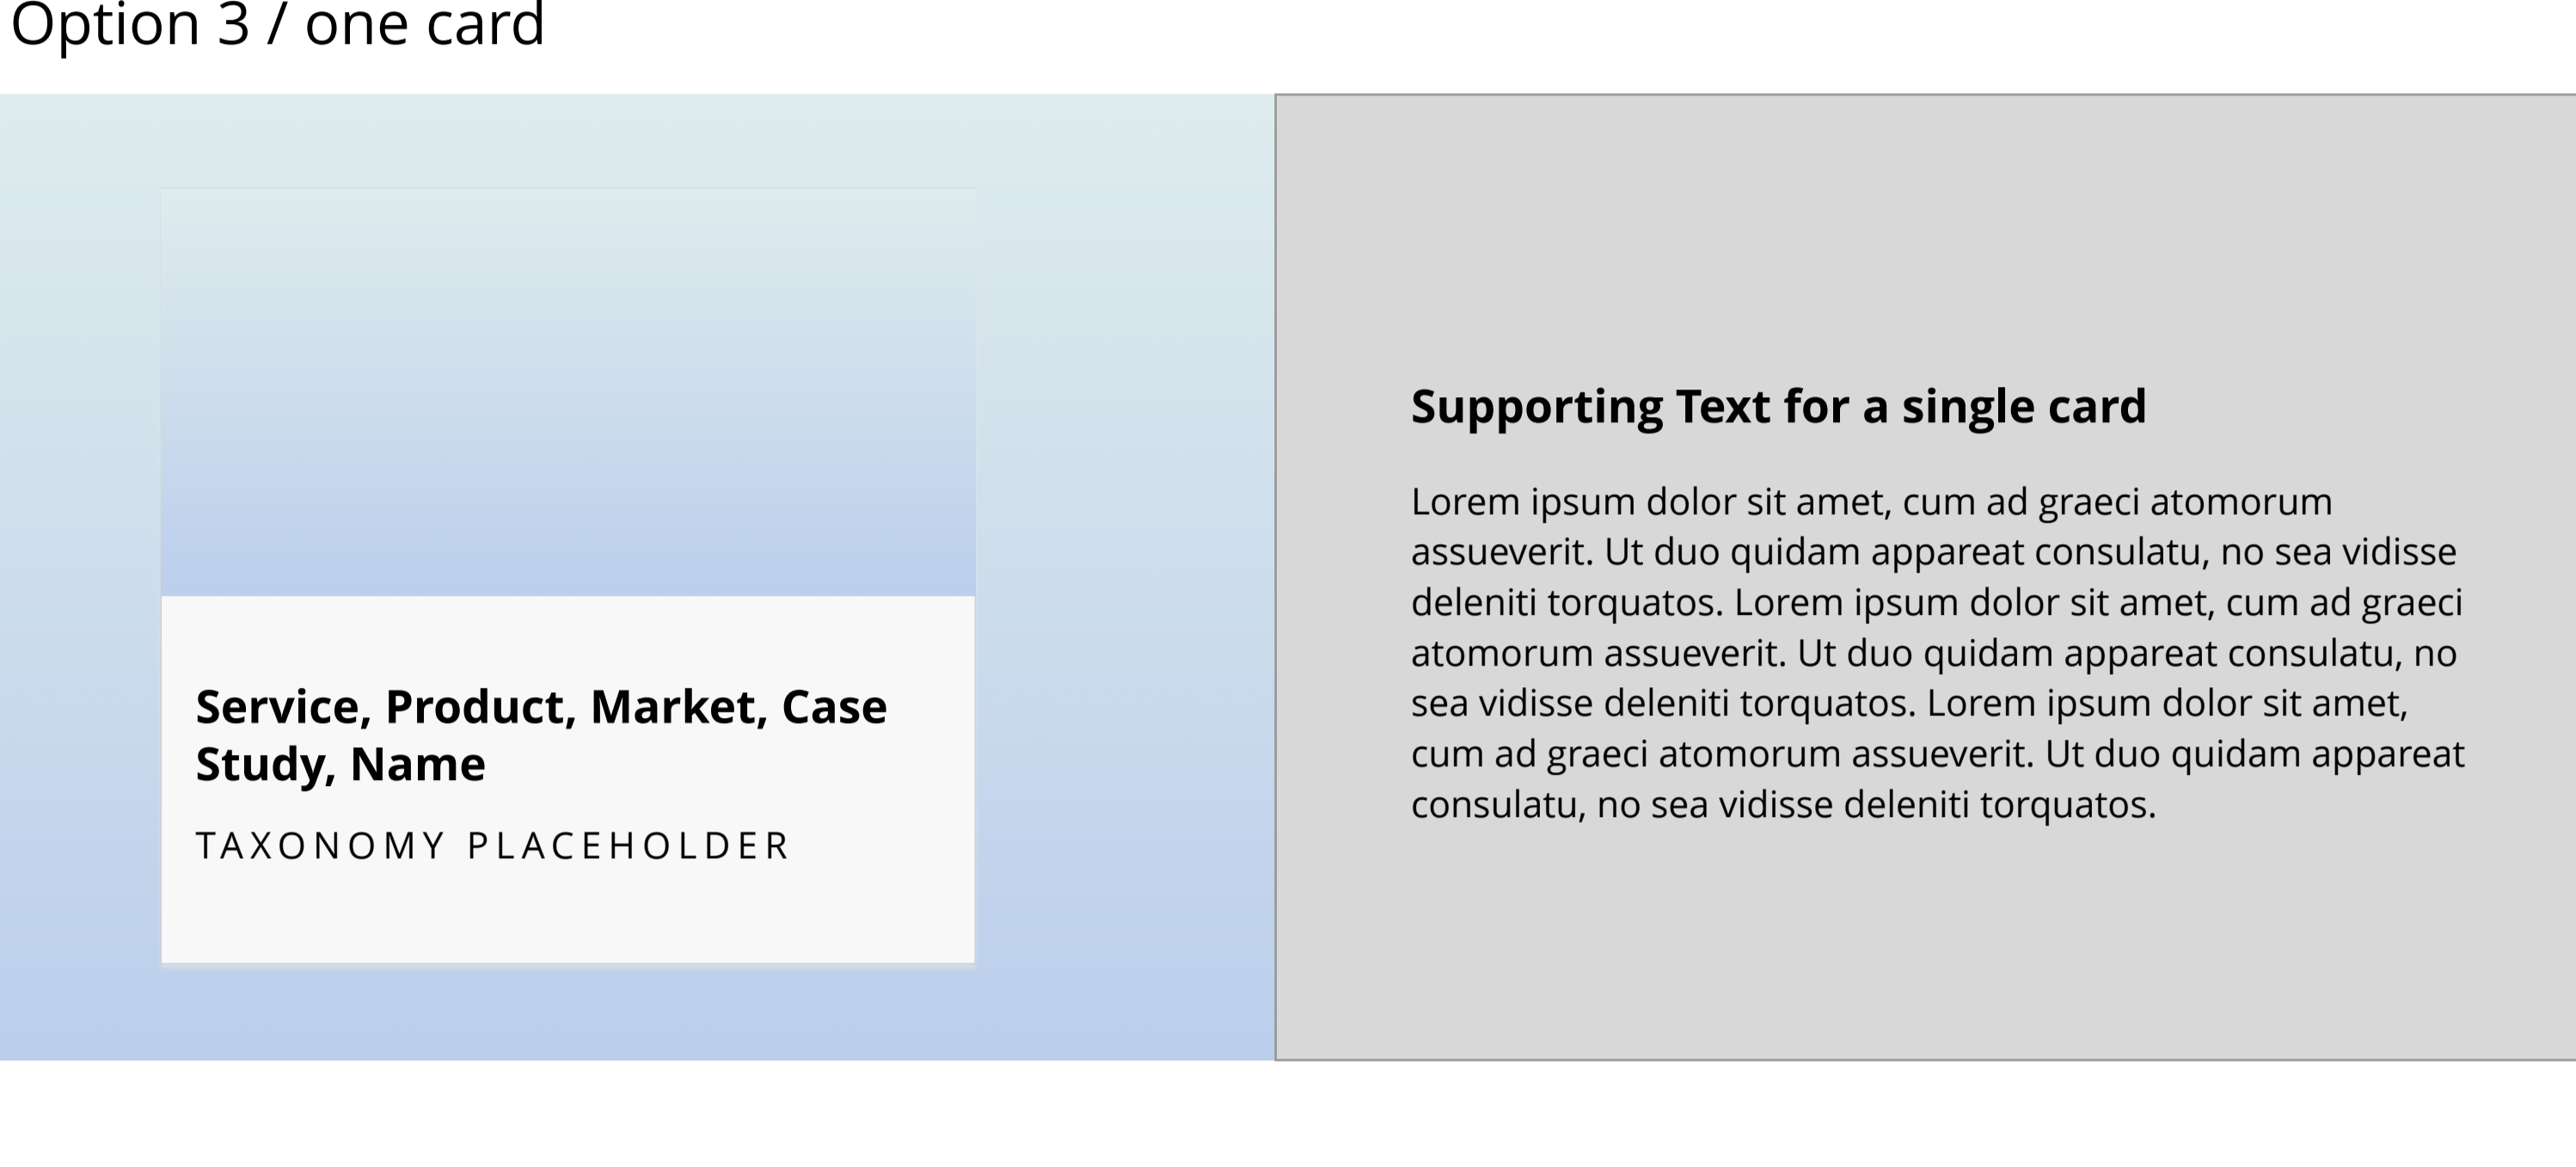 Option 3 / one card
Service, Product, Market, Case
Study, Name
TAXONOMY PLACEHOLDER
Supporting Text for a single card
Lorem ipsum dolor sit amet, cum ad graeci atomorum
assueverit. Ut duo quidam appareat consulatu, no sea vidisse
deleniti torquatos. Lorem ipsum dolor sit amet, cum ad graeci
atomorum assueverit. Ut duo quidam appareat consulatu, no
sea vidisse deleniti torquatos. Lorem ipsum dolor sit amet,
cum ad graeci atomorum assueverit. Ut duo quidam appareat
consulatu, no sea vidisse deleniti torquatos.